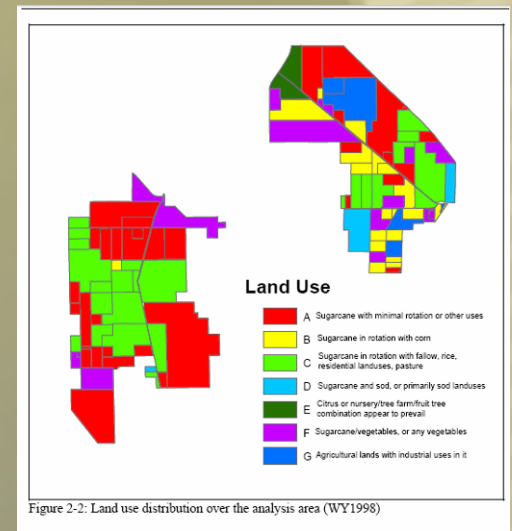 Land Use
A Sugarcane with minimal rotation or other uses
B Sugarcane in rotation with corn
C Sugarcane in rotation with fallow, rice,
residential landuses, pasture
D Sugarcane and sod, or primarily sod landuses
E Citrus or nursery/tree farm/fruit tree
combination appear to prevail
F Sugarcane/vegetables, or any vegetables
G Agricultural lands with industrial uses in it
Figure 2-2: Land use distribution over the analysis area (WY1998)